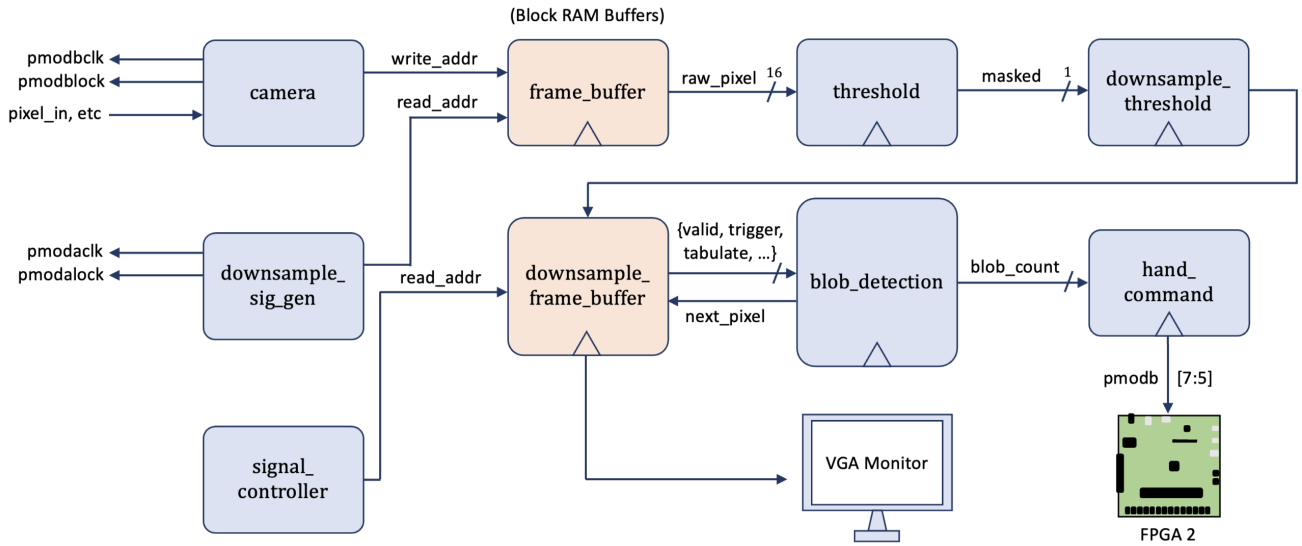 (Block RAM Buffers)
pmodbclk
pmodblock
pixel_in, etc
camera
write_addr
read_addr
frame_buffer
raw_pixel
16
threshold
masked
1
downsample_
threshold
pmodaclk
pmodalock
downsample_
sig_gen
read_addr
downsample_
frame_buffer
{valid, trigger,
tabulate, ...}
next_pixel
blob_detection
blob_count
hand_
command
pmodb
[7:5]
signal_
controller
VGA Monitor
FPGA 2